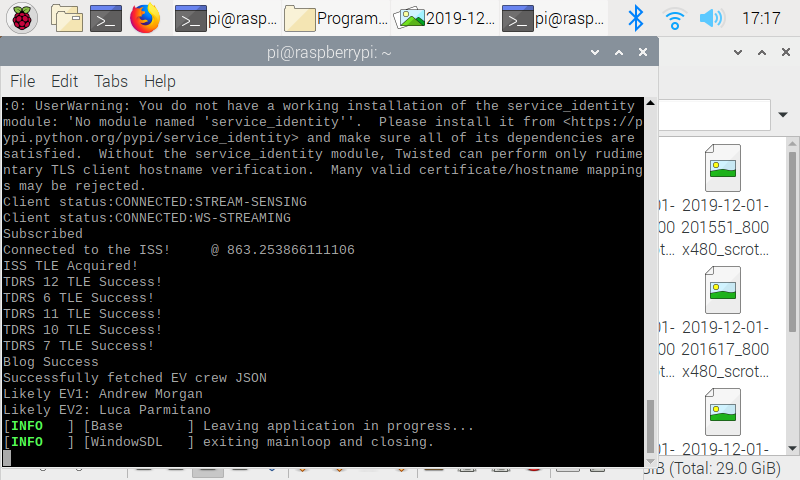 pi@rasp...
Program...
2019-12...
pi@rasp...
17:17
pi@raspberrypi: ~
File Edit Tabs Help
:0: UserWarning: You do not have a working installation of the service_identity
module: 'No module named 'service_identity''.  Please install it from <https://p
ypi.python.org/pypi/service_identity> and make sure all of its dependencies are
satisfied.  Without the service_identity module, Twisted can perform only rudime
ntary TLS client hostname verification.  Many valid certificate/hostname mapping
s may be rejected.
Client status:CONNECTED:STREAM-SENSING
Client status:CONNECTED:WS-STREAMING
Subscribed
Connected to the ISS!     @ 863.253866111106
ISS TLE Acquired!
TDRS 12 TLE Success!
TDRS 6 TLE Success!
TDRS 11 TLE Success!
TDRS 10 TLE Success!
TDRS 7 TLE Success!
Blog Success
Successfully fetched EV crew JSON
Likely EV1: Andrew Morgan
Likely EV2: Luca Parmitano
[INFO   ] [Base        ] Leaving application in progress...
[INFO   ] [WindowSDL   ] exiting mainloop and closing.
01-
00
t...
2019-12-01-
201551_800
x480_scrot...
01-
00
t...
2019-12-01-
201617_800
x480_scrot...
01-
2019-12-01-
GiB (Total: 29.0 GiB)